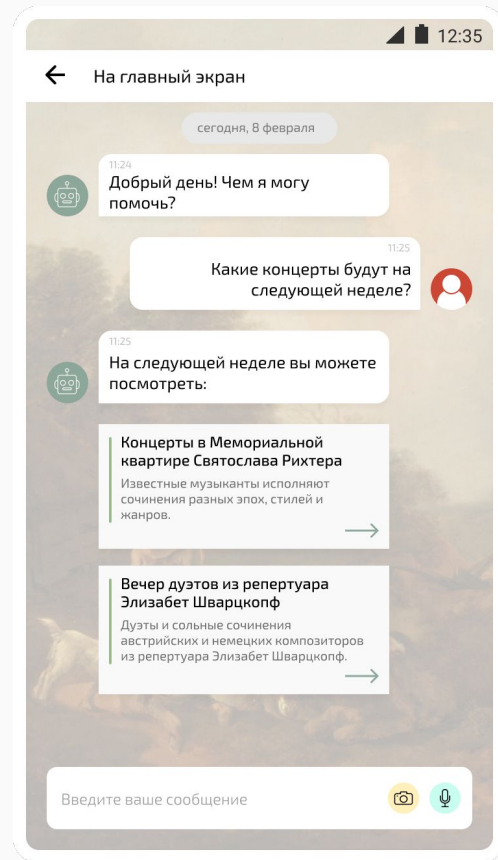 12:35
На главный экран
сегодня, 8 февраля
11:24
Добрый день! Чем я могу
помочь?
11:25
Какие концерты будут на
следующей неделе?
11:25
На следующей неделе вы можете
посмотреть:
Концерты в Мемориальной
квартире Святослава Рихтера
Известные музыканты исполняют
сочинения разных эпох, стилей и
жанров.
Вечер дуэтов из репертуара
Элизабет Шварцкопф
Дуэты и сольные сочинения
австрийских и немецких композиторов
из репертуара Элизабет Шварцкопф.
Введите ваше сообщение